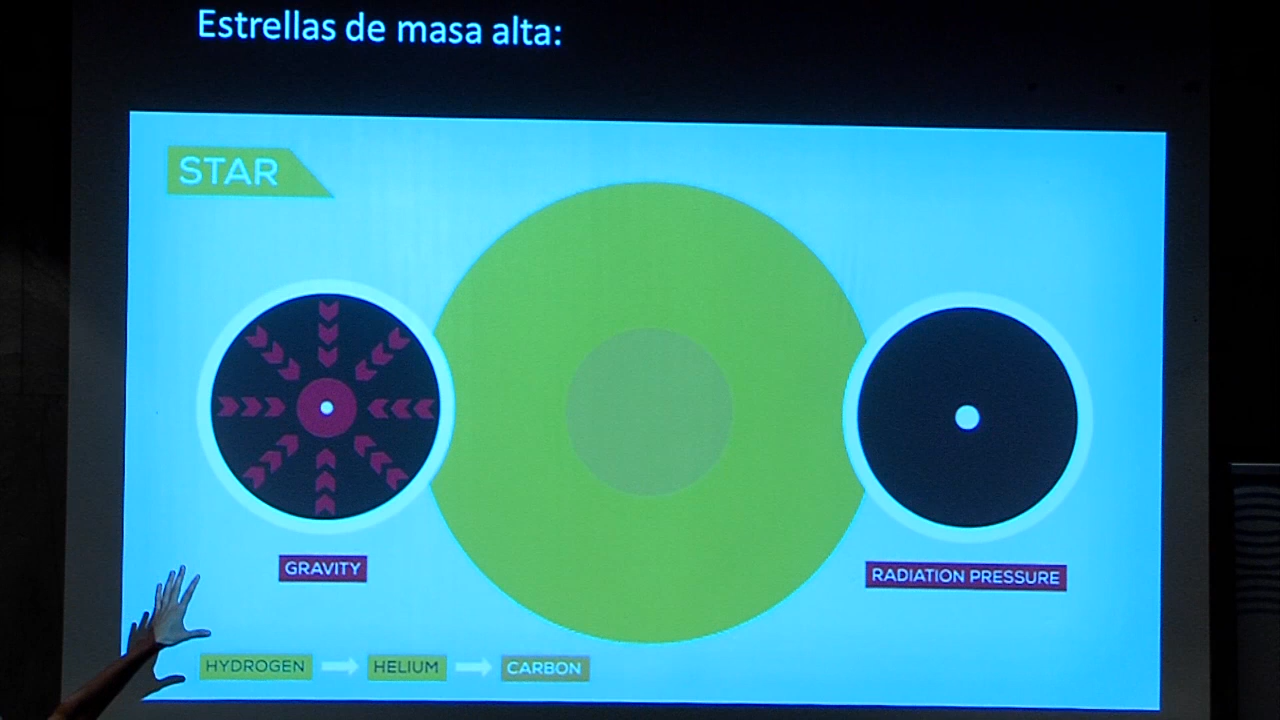 Estrellas de masa alta:
STAR
GRAVITY
RADIATION PRESSURE
HYDROGEN
HELIUM
CARBON